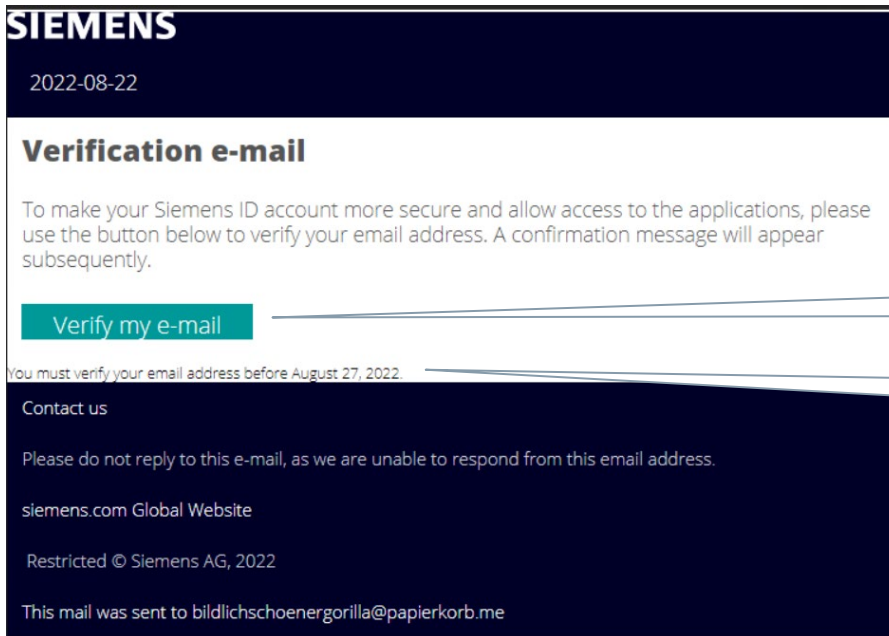 SIEMENS
2022-08-22
Verification e-mail
To make your Siemens ID account more secure and allow access to the applications, please
use the button below to verify your email address. A confirmation message will appear
subsequently.
Verify my e-mail
You must verify your email address before August 27, 2022.
Contact us
Please do not reply to this e-mail, as we are unable to respond from this email address.
siemens.com Global Website
Restricted © Siemens AG, 2022
This mail was sent to bildlichschoenergorilla@papierkorb.me